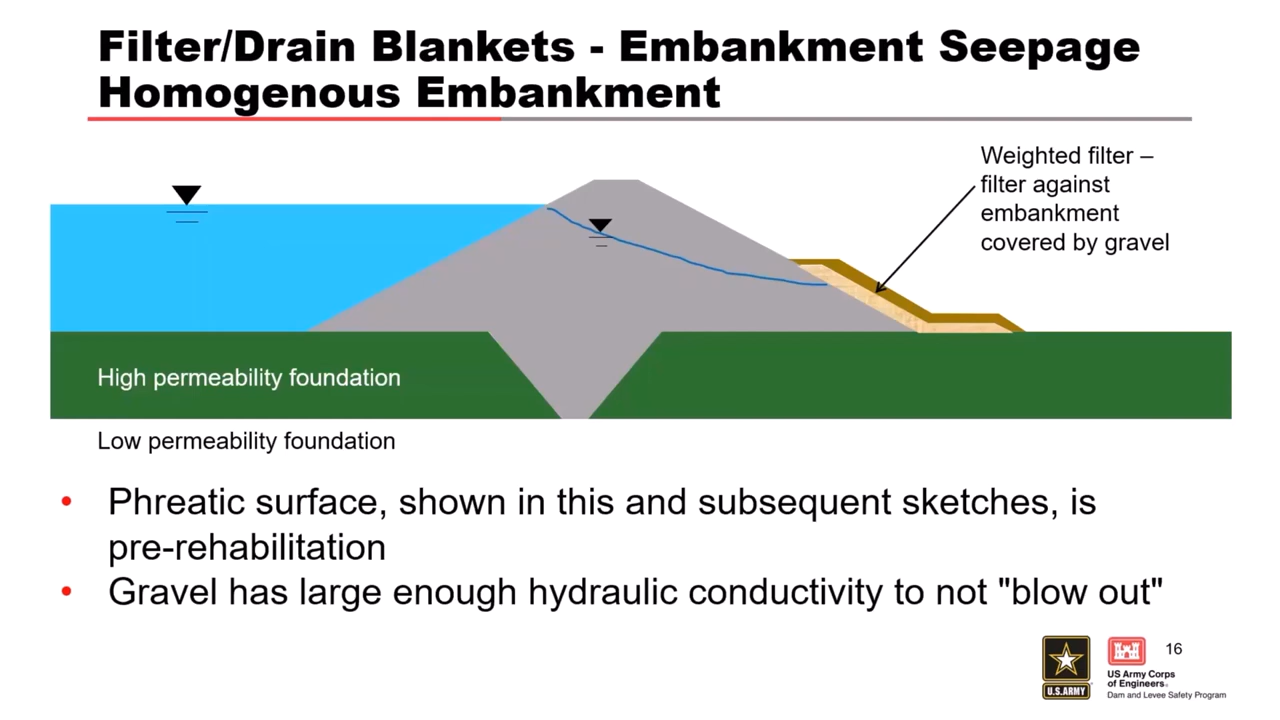 Filter/Drain Blankets - Embankment Seepage
Homogenous Embankment
Weighted filter –
filter against
embankment
covered by gravel
High permeability foundation
Low permeability foundation
• Phreatic surface, shown in this and subsequent sketches, is
pre-rehabilitation
• Gravel has large enough hydraulic conductivity to not "blow out"
16
U.S.ARMY
US Army Corps
of Engineers®
Dam and Levee Safety Program